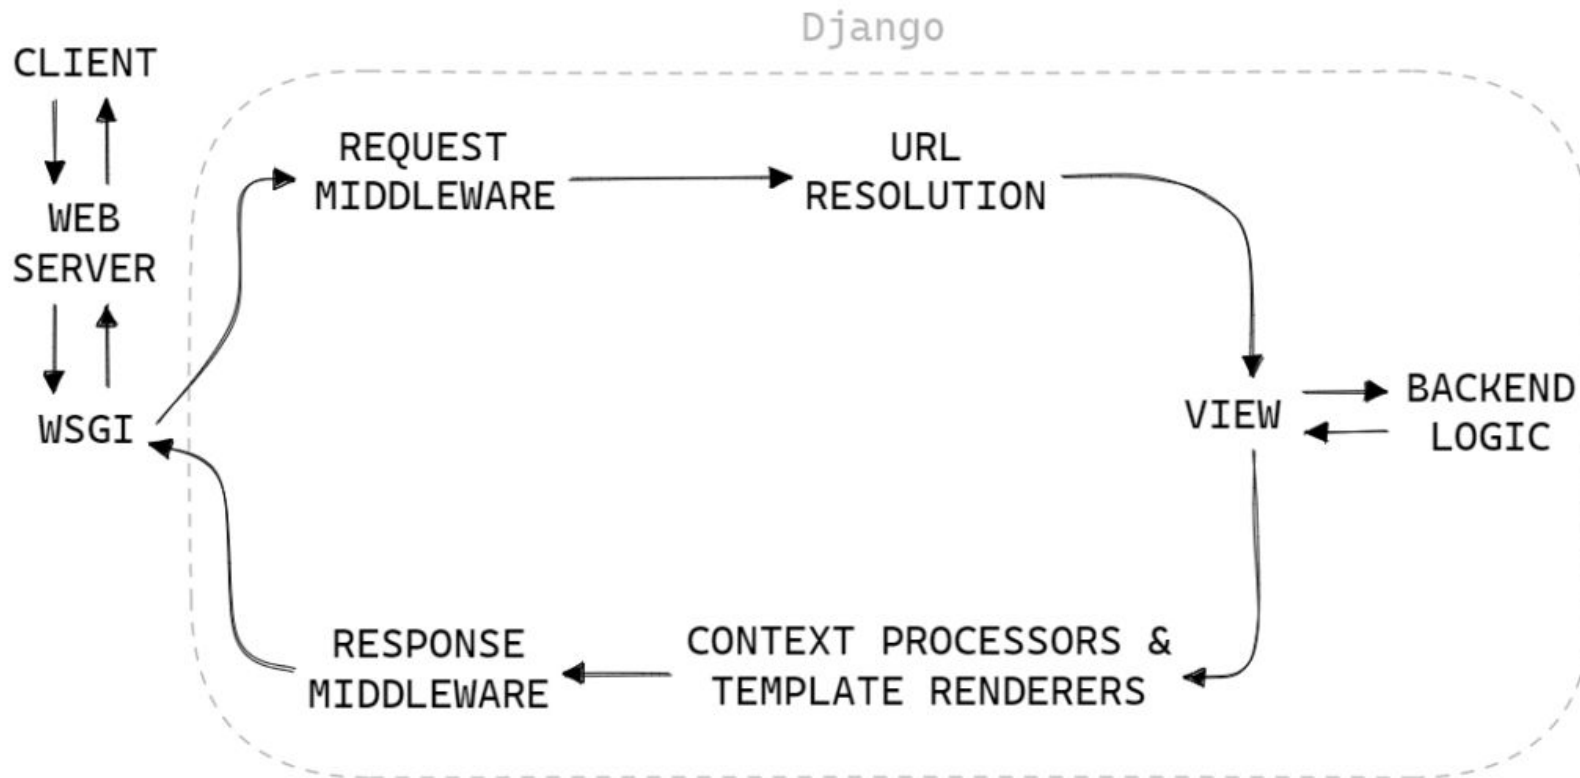 Django
CLIENT
REQUEST
MIDDLEWARE
URL
RESOLUTION
WEB
SERVER
WSGI
VIEW
BACKEND
LOGIC
RESPONSE
MIDDLEWARE
CONTEXT PROCESSORS &
TEMPLATE RENDERERS